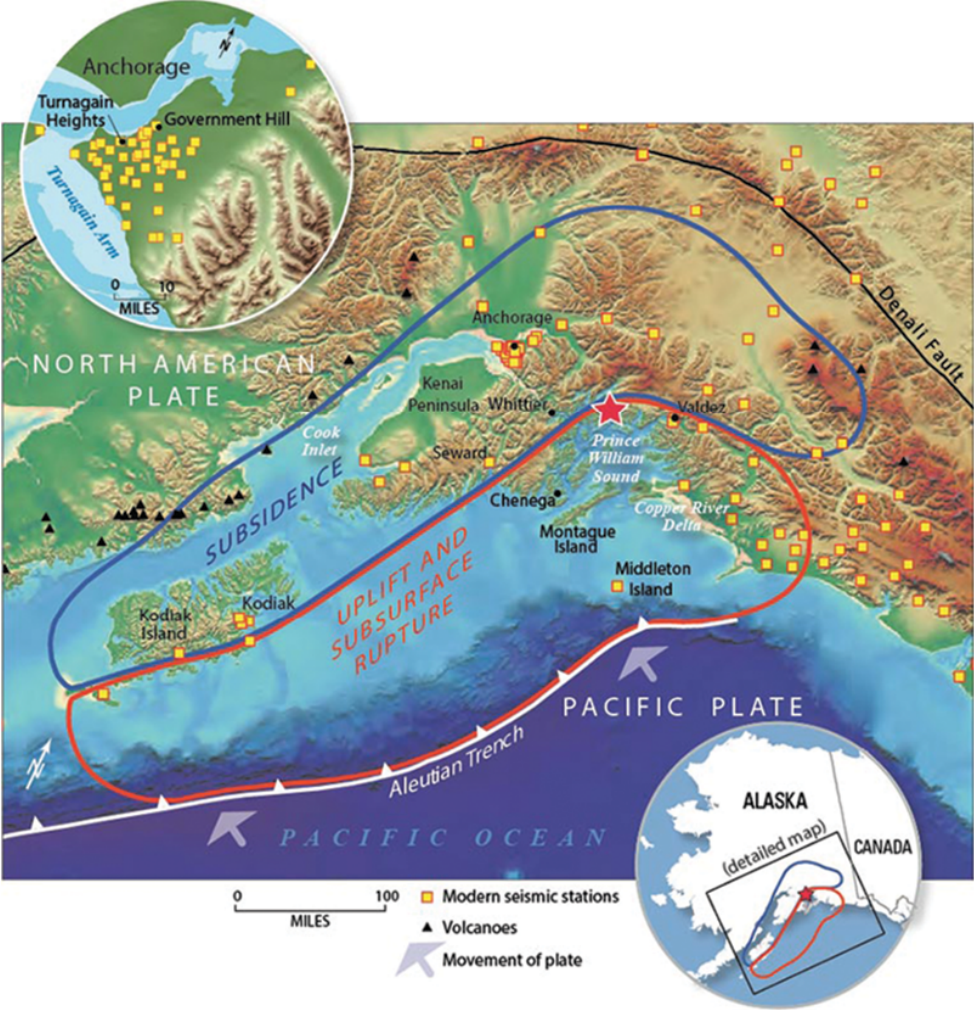 N
Anchorage
Turnagain
Heights
Government Hill
Turnagain Arm
0 10
MILES
Denali Fault
NORTH AMERICAN
PLATE
Anchorage
Kenai
Peninsula
Whittier
Valdez
Cook
Inlet
Prince
William
Sound
Seward
SUBSIDENCE
Chenega
Copper River
Delta
Montague
Island
UPLIFT AND
SUBSURFACE
RUPTURE
Middleton
Island
Kodiak
Kodiak
Island
PACIFIC PLATE
Aleutian Trench
N
PACIFIC OCEAN
ALASKA
CANADA
(detailed map)
0 100
MILES
Modern seismic stations
Volcanoes
Movement of plate